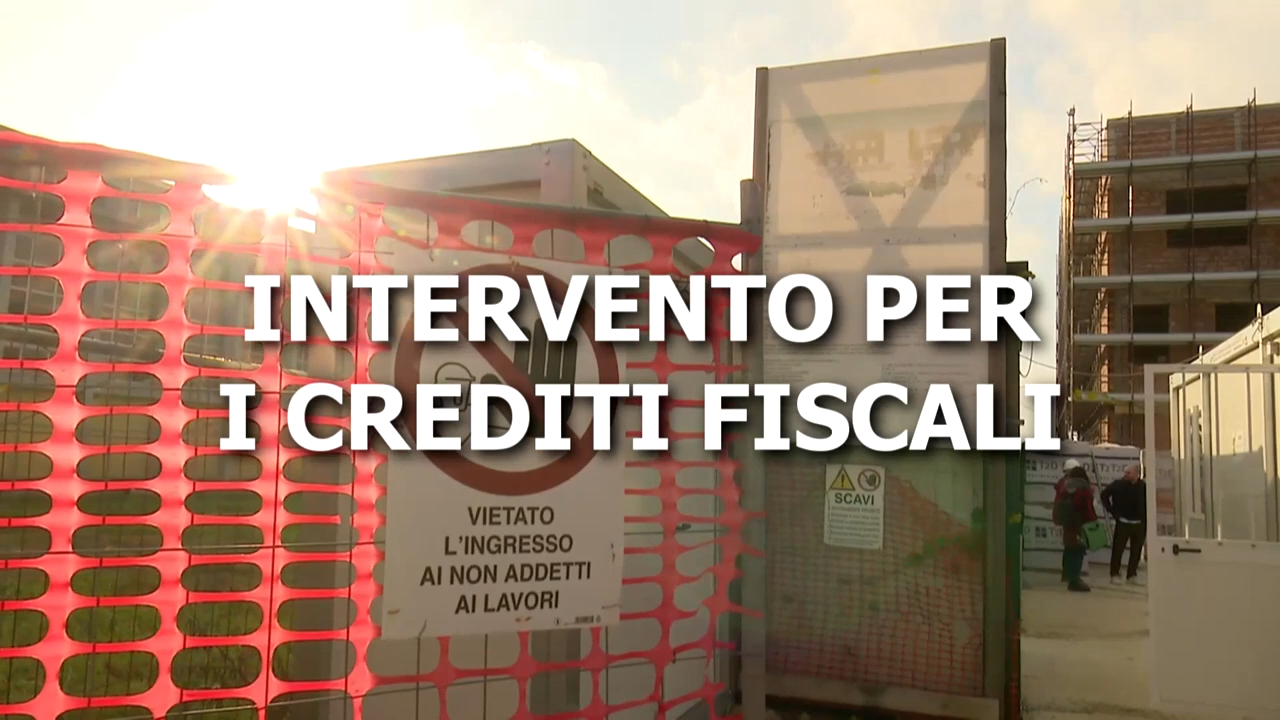 INTERVENTO PER
I CREDITI FISCALI
VIETATO
L'INGRESSO
AI NON ADDETTI
AI LAVORI
SCAVI